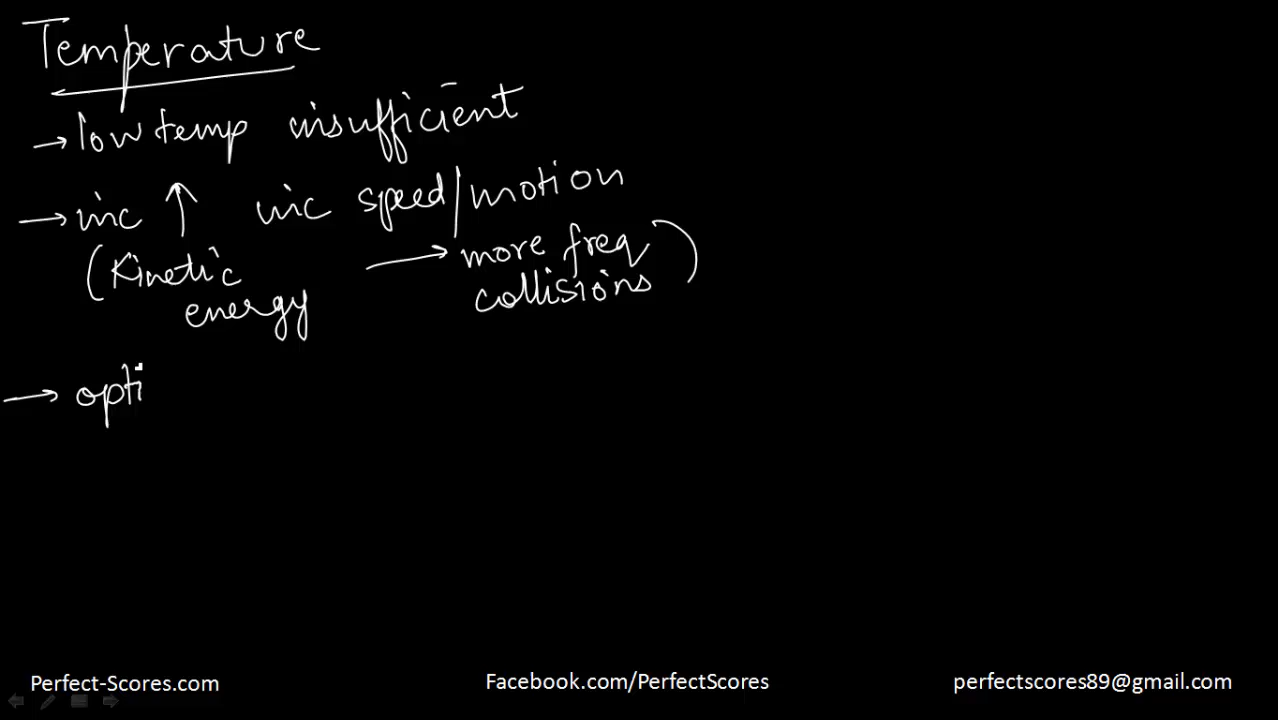 Temperature
→ low temp insufficient
→ inc ↑ inc speed/motion
(Kinetic energy → more freq collisions)
→ opti
Perfect-Scores.com
Facebook.com/PerfectScores
perfectscores89@gmail.com